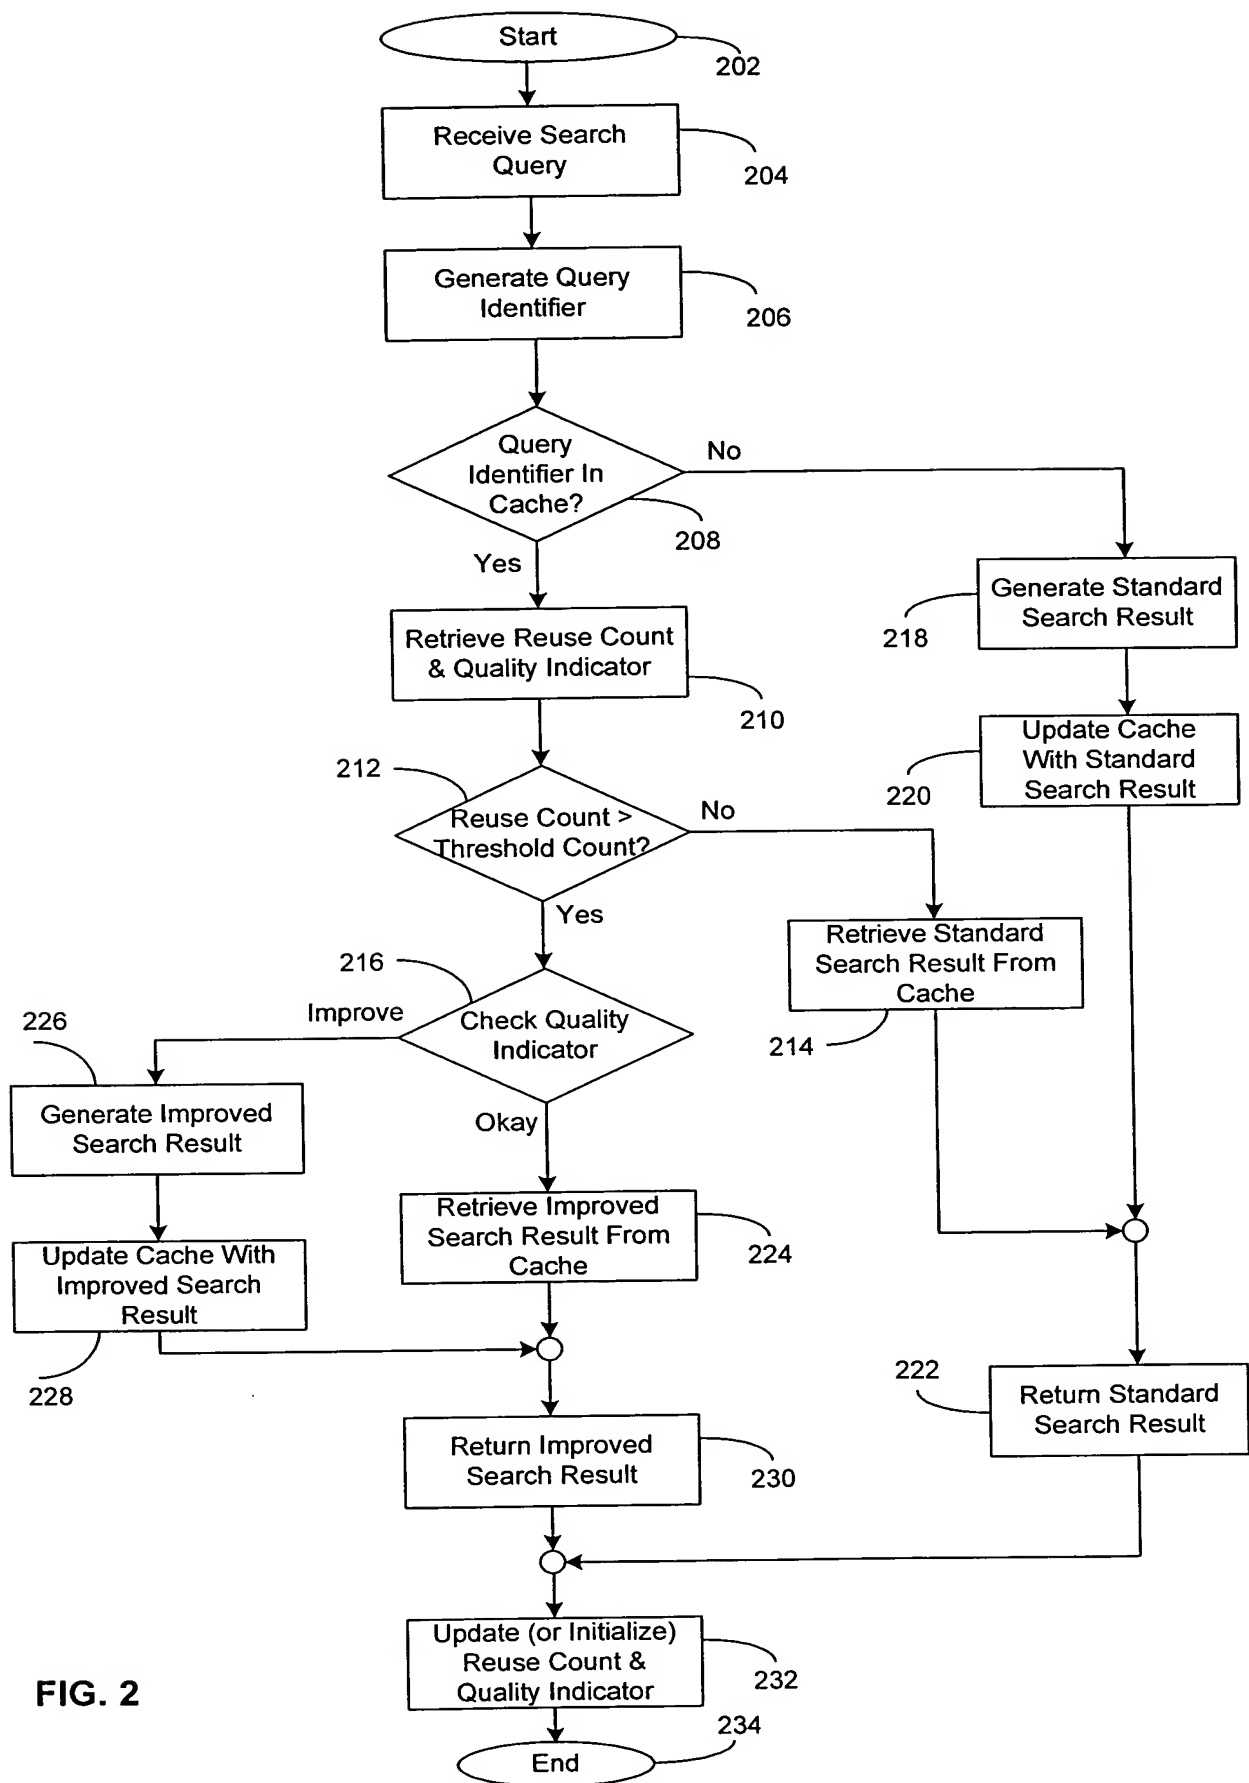 Start
202
Receive Search
Query
204
Generate Query
Identifier
206
Query
Identifier In
Cache?
No
208
Yes
Generate Standard
Search Result
218
Retrieve Reuse Count
& Quality Indicator
210
Update Cache
With Standard
Search Result
220
212
Reuse Count >
Threshold Count?
No
Yes
Retrieve Standard
Search Result From
Cache
214
216
Improve
Check Quality
Indicator
226
Okay
Generate Improved
Search Result
Retrieve Improved
Search Result From
Cache
224
Update Cache With
Improved Search
Result
228
222
Return Standard
Search Result
Return Improved
Search Result
230
Update (or Initialize)
Reuse Count &
Quality Indicator
232
FIG. 2
234
End